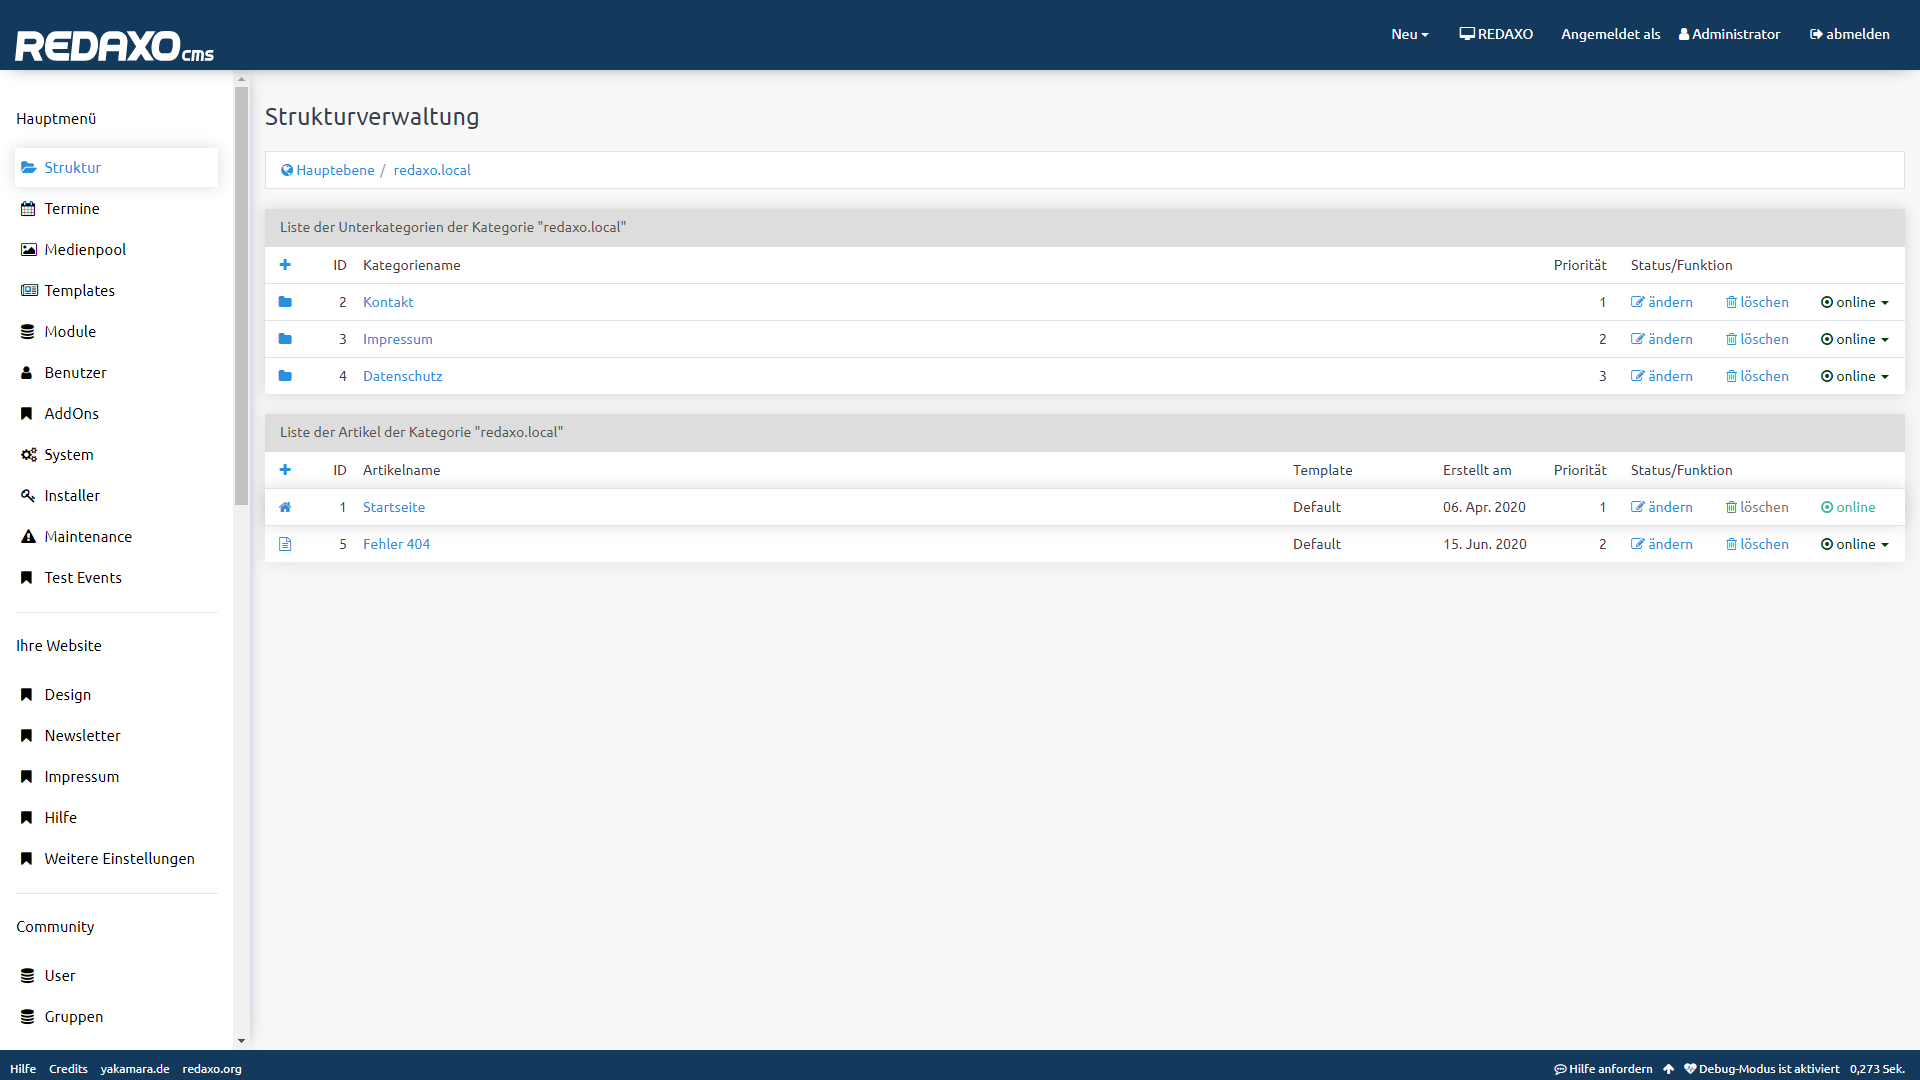 REDAXO cms
Neu REDAXO Angemeldet als Administrator abmelden
Hauptmenü
Struktur
Termine
Medienpool
Templates
Module
Benutzer
AddOns
System
Installer
Maintenance
Test Events
Ihre Website
Design
Newsletter
Impressum
Hilfe
Weitere Einstellungen
Community
User
Gruppen
Strukturverwaltung
Hauptebene / redaxo.local
Liste der Unterkategorien der Kategorie "redaxo.local"
ID Kategoriename Priorität Status/Funktion
2 Kontakt 1 ändern löschen online
3 Impressum 2 ändern löschen online
4 Datenschutz 3 ändern löschen online
Liste der Artikel der Kategorie "redaxo.local"
ID Artikelname Template Erstellt am Priorität Status/Funktion
1 Startseite Default 06. Apr. 2020 1 ändern löschen online
5 Fehler 404 Default 15. Jun. 2020 2 ändern löschen online
Hilfe Credits yakamara.de redaxo.org Hilfe anfordern Debug-Modus ist aktiviert 0,273 Sek.